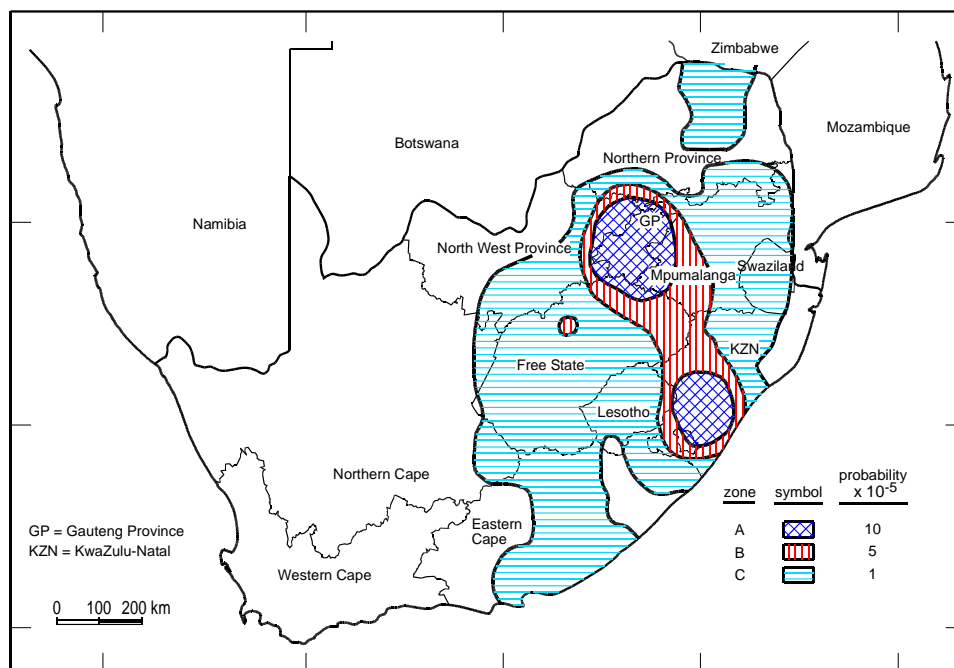 Zimbabwe
Mozambique
Botswana
Northern Province
Namibia
GP
North West Province
Mpumalanga
Swaziland
KZN
Free State
Lesotho
Northern Cape
Eastern
Cape
Western Cape
GP = Gauteng Province
KZN = KwaZulu-Natal
0 100 200 km
zone symbol probability
x 10-5
A 10
B 5
C 1